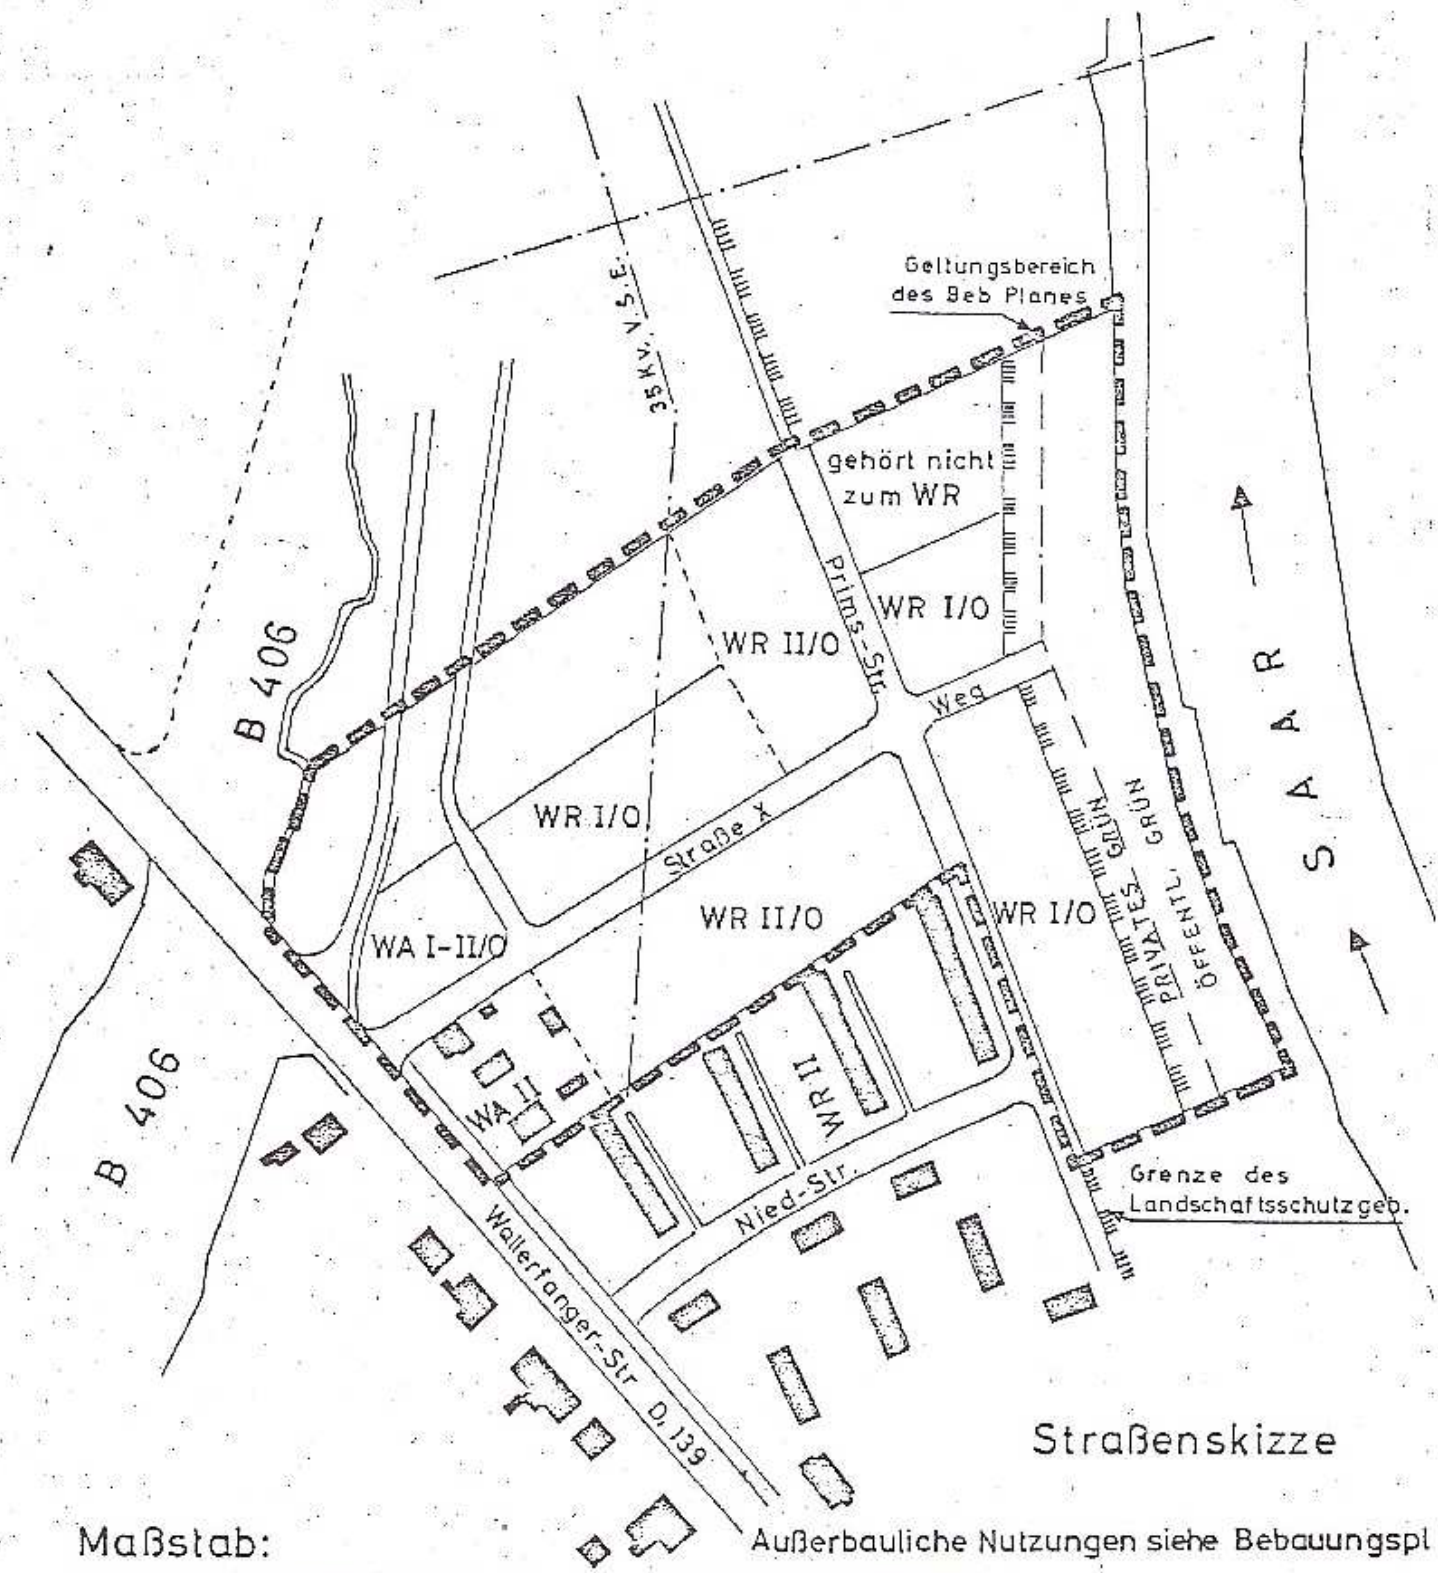 Geltungsbereich
des Beb Planes
35 Kv. V.S.E.
gehört nicht
zum WR
Prims-Str.
WR I/O
WR II/O
B 406
Weg
WR I/O
Straße X
S A A R
PRIVATES GRÜN
ÖFFENTL. GRÜN
WR II/O
WR I/O
WA I-II/O
B 406
WA II
WR II
Nied-Str.
Grenze des
Landschaftsschutzgeb.
Wallerfanger-Str D. 139
Straßenskizze
Maßstab:
Außerbauliche Nutzungen siehe Bebauungspl